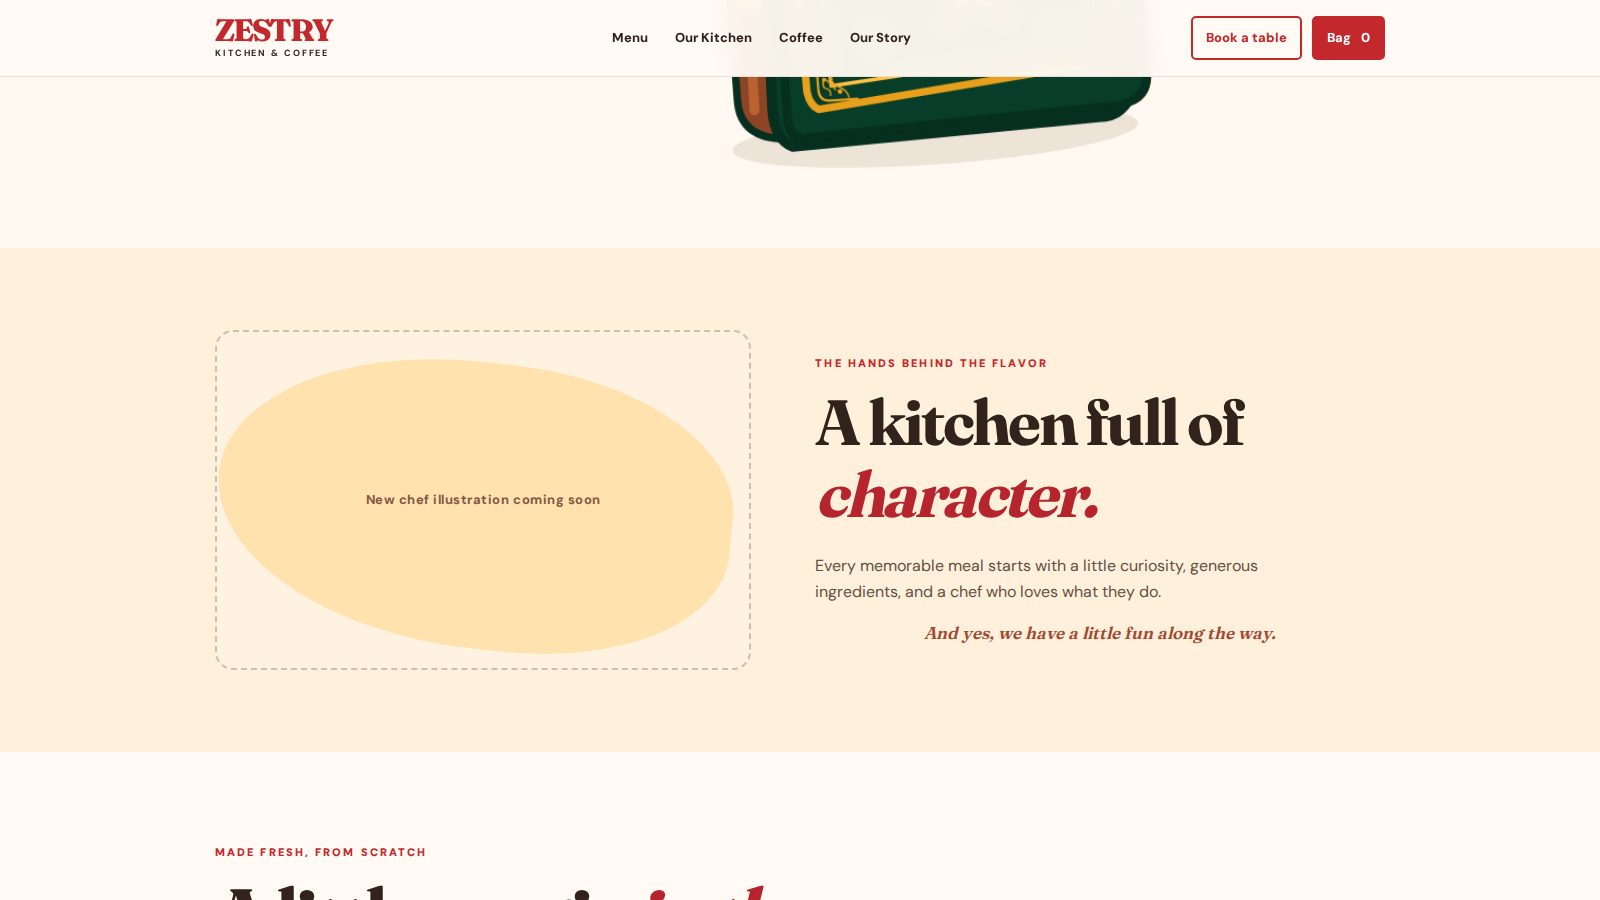 ZESTRY
KITCHEN & COFFEE
Menu
Our Kitchen
Coffee
Our Story
Book a table
Bag 0
New chef illustration coming soon
THE HANDS BEHIND THE FLAVOR
A kitchen full of
character.
Every memorable meal starts with a little curiosity, generous
ingredients, and a chef who loves what they do.
And yes, we have a little fun along the way.
MADE FRESH, FROM SCRATCH